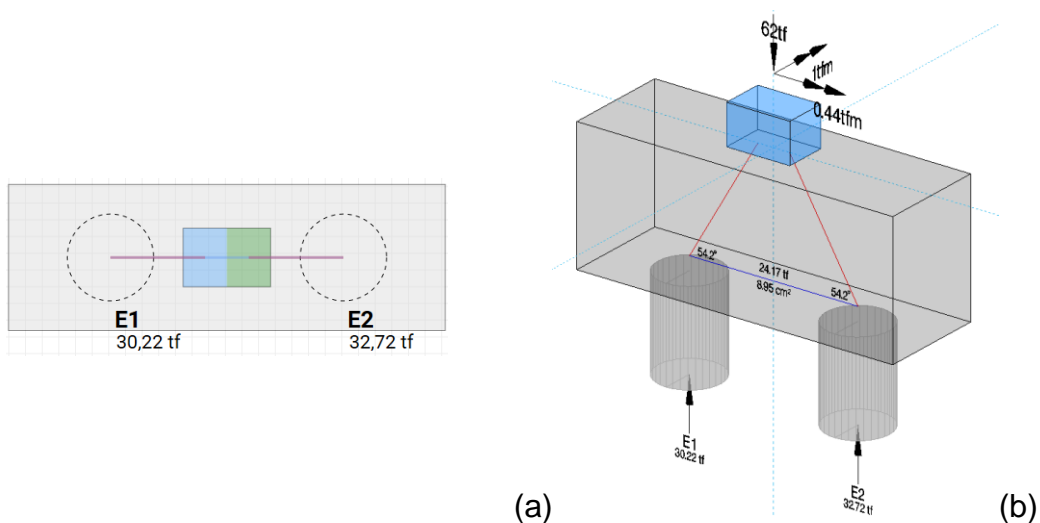 E1
30,22 tf
E2
32,72 tf
(a)
62tf
1tfm
0.44tfm
54.2°
24.17 tf
8.95 cm²
54.2°
E1
30.22 tf
E2
32.72 tf
(b)